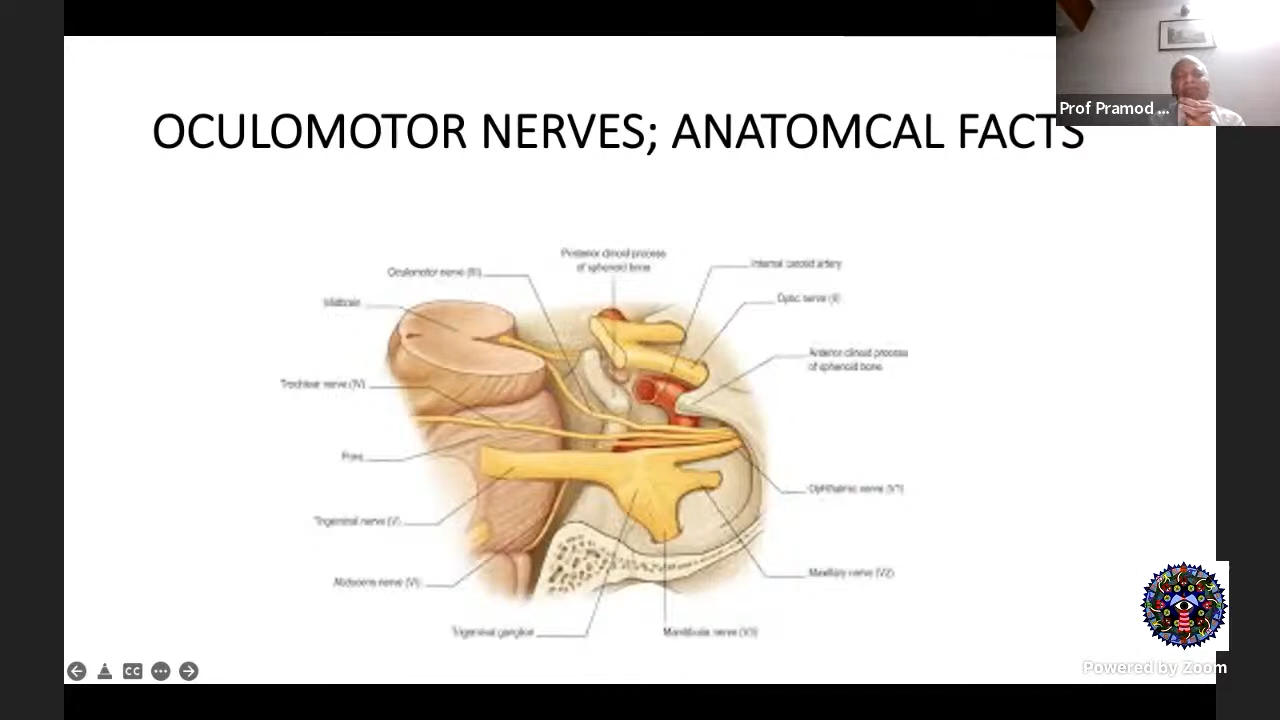 Prof Pramod ...
OCULOMOTOR NERVES; ANATOMCAL FACTS
Posterior clinoid process
of sphenoid bone
Internal carotid artery
Oculomotor nerve (III)
Optic nerve (II)
Midbrain
Anterior clinoid process
of sphenoid bone
Trochlear nerve (IV)
Pons
Ophthalmic nerve (V1)
Trigeminal nerve (V)
Maxillary nerve (V2)
Abducens nerve (VI)
Trigeminal ganglion
Mandibular nerve (V3)
CC
Powered by Zoom